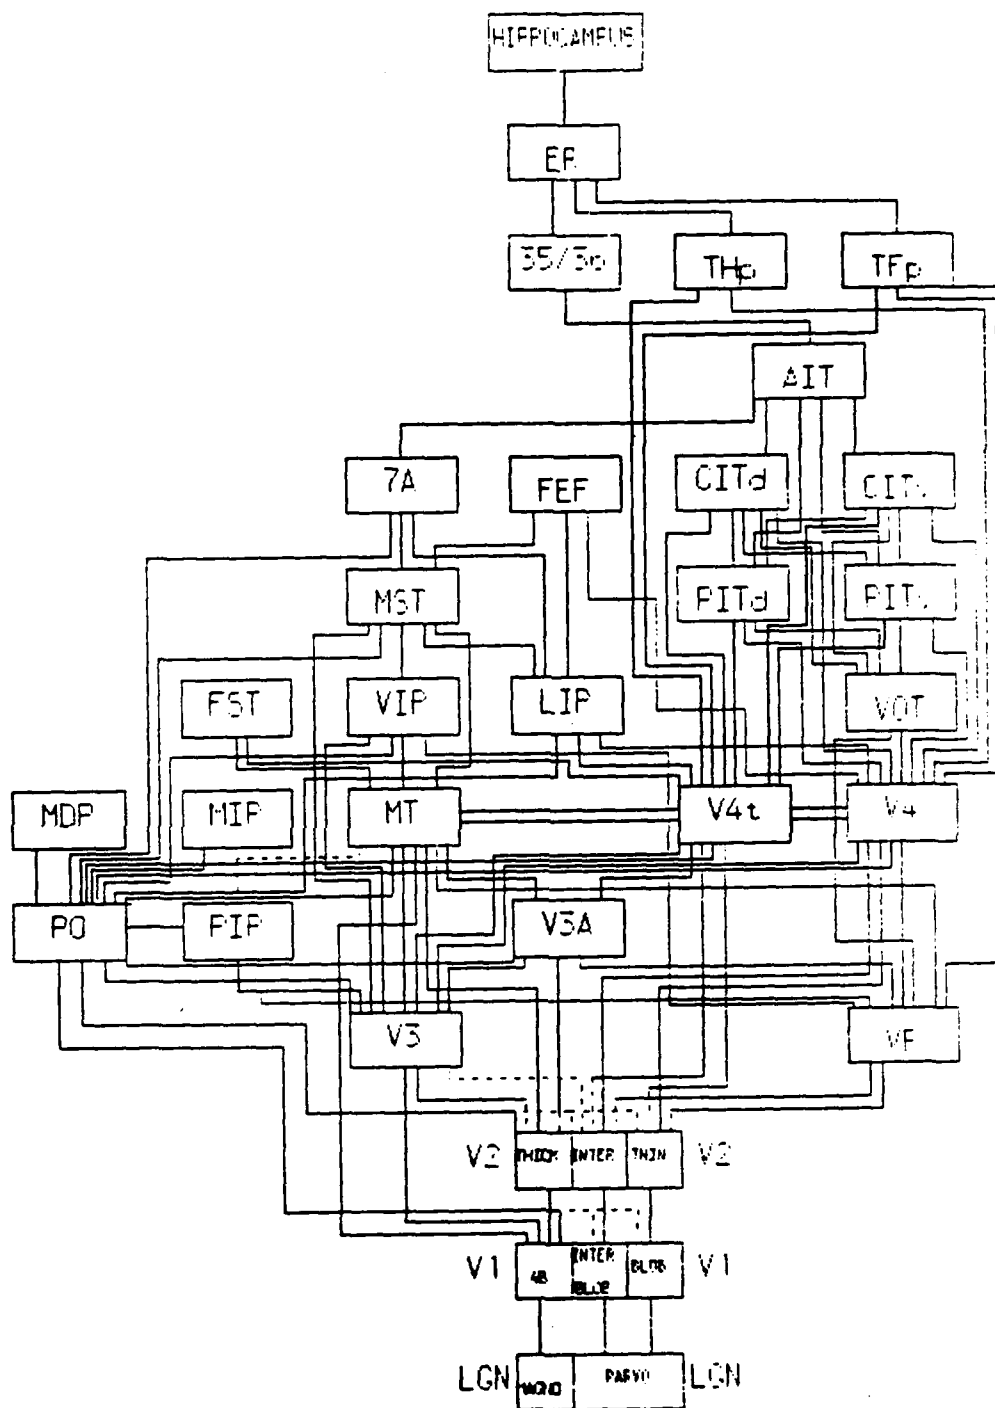 HIPPOCAMPUS
ER
35/36 THp TFp
AIT
7A FEF CITd CITv
MST PITd PITv
FST VIP LIP VOT
MDP MIP MT V4t V4
PO PIP V3A
V3 VP
V2 THICK INTER THIN V2
V1 4B INTER BLOB BLOB V1
LGN MAGNO PARVO LGN